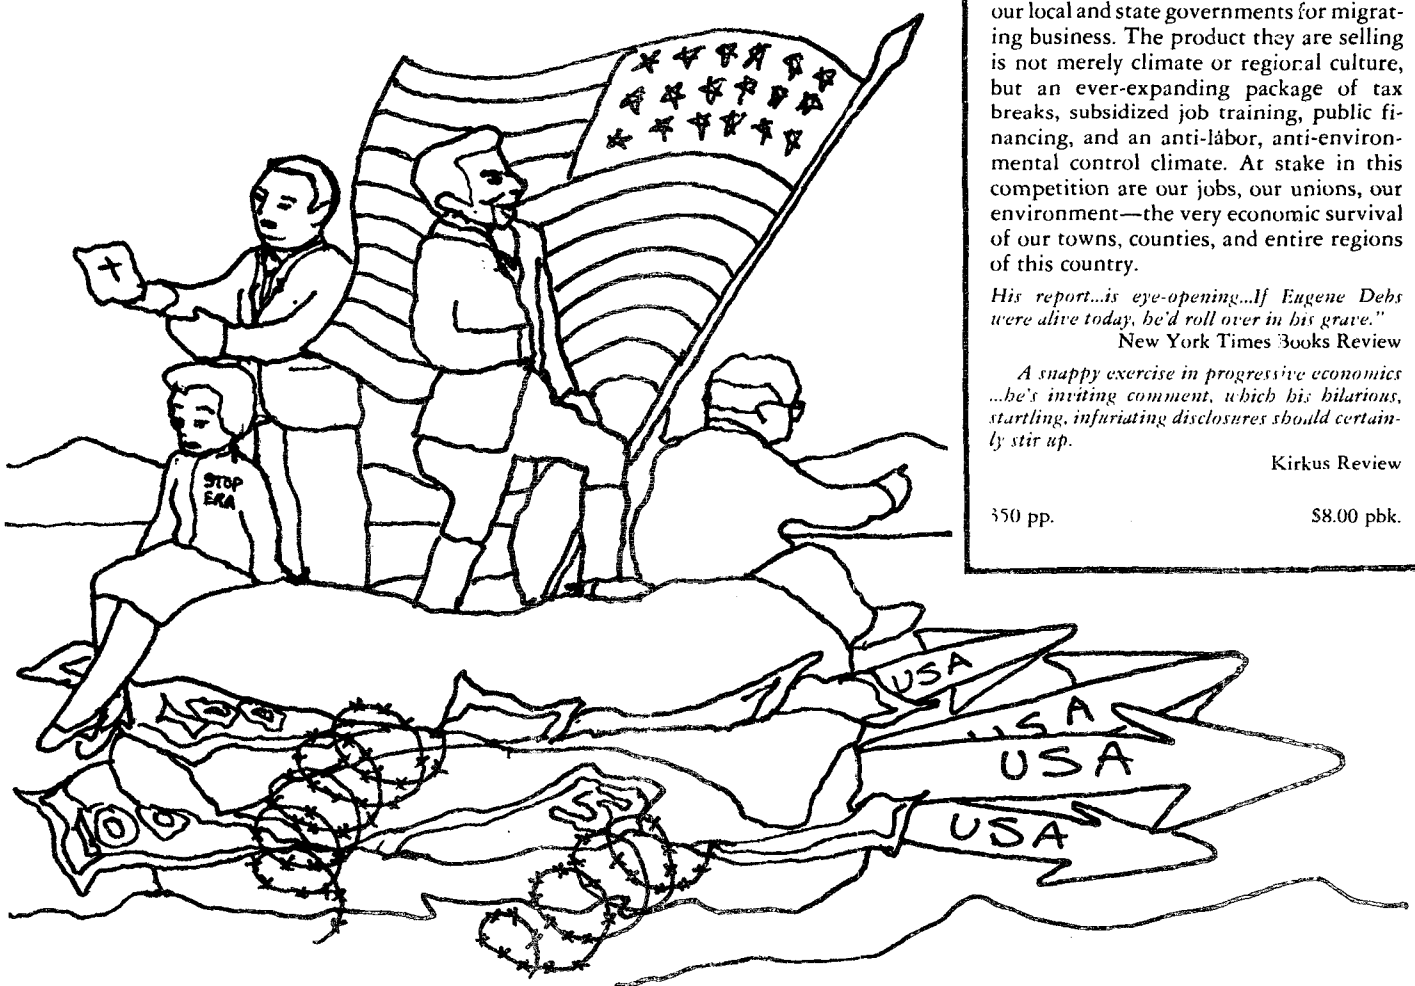 our local and state governments for migrat-
ing business. The product they are selling
is not merely climate or regional culture,
but an ever-expanding package of tax
breaks, subsidized job training, public fi-
nancing, and an anti-labor, anti-environ-
mental control climate. At stake in this
competition are our jobs, our unions, our
environment—the very economic survival
of our towns, counties, and entire regions
of this country.
His report...is eye-opening...If Eugene Debs
were alive today, he'd roll over in his grave."
New York Times Books Review
A snappy exercise in progressive economics
...he's inviting comment, which his hilarious,
startling, infuriating disclosures should certain-
ly stir up.
Kirkus Review
350 pp. $8.00 pbk.
STOP
ERA
USA
USA
USA
USA
100